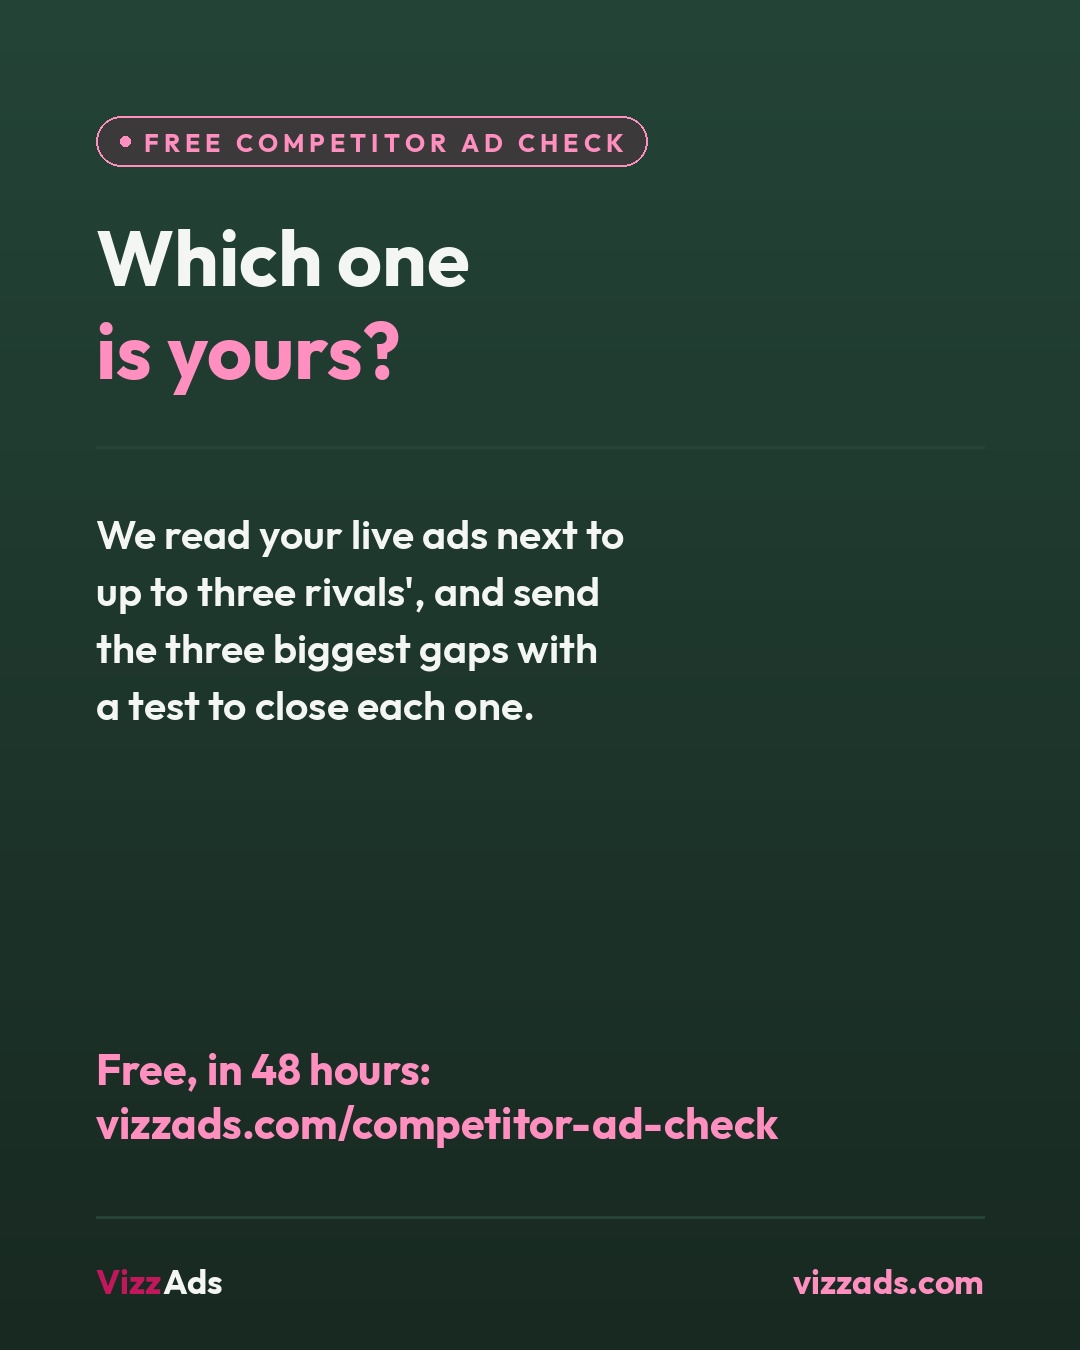 FREE COMPETITOR AD CHECK
Which one
is yours?
We read your live ads next to
up to three rivals', and send
the three biggest gaps with
a test to close each one.
Free, in 48 hours:
vizzads.com/competitor-ad-check
VizzAds
vizzads.com